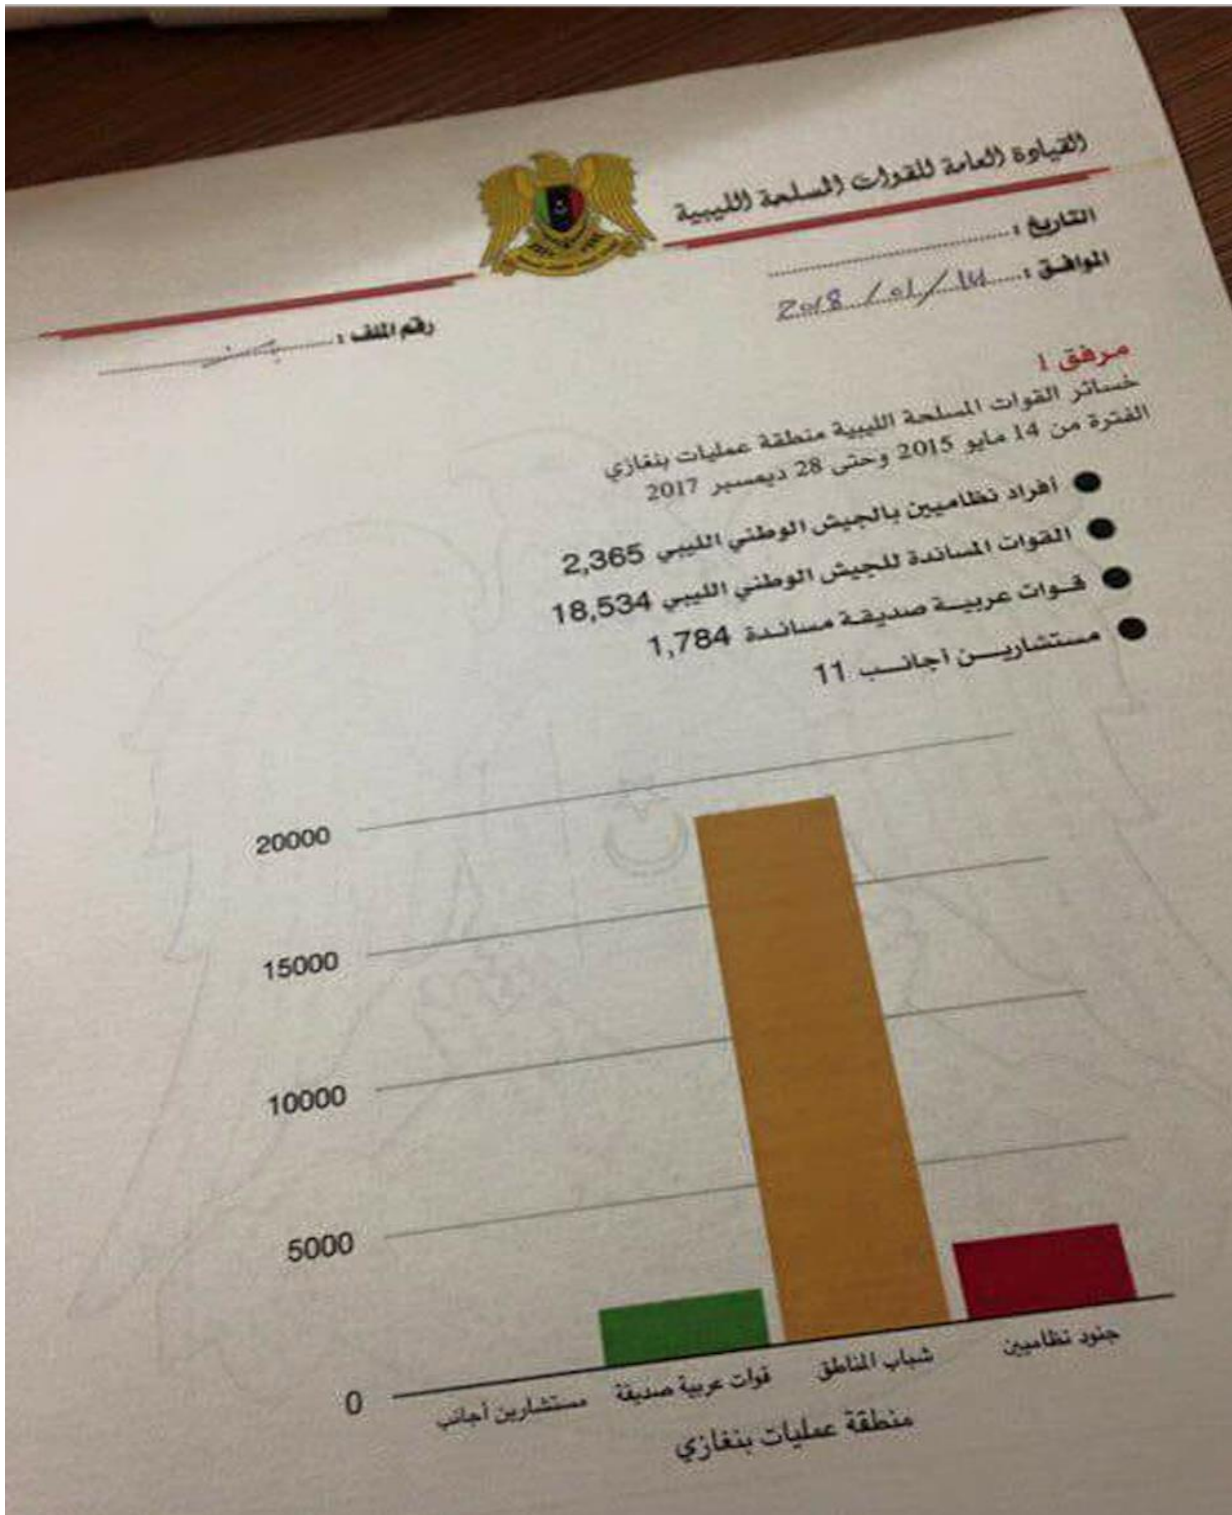 القيادة العامة للقوات المسلحة الليبية
التاريخ :
الموافق : 2018 / 01 /
رقم الملف :
مرفق 1
خسائر القوات المسلحة الليبية منطقة عمليات بنغازي
الفترة من 14 مايو 2015 وحتى 28 ديسمبر 2017
● أفراد نظاميين بالجيش الوطني الليبي 2,365
● القوات المساندة للجيش الوطني الليبي 18,534
● قوات عربية صديقة مساندة 1,784
● مستشارين أجانب 11
20000
15000
10000
5000
0
جنود نظاميين
شباب المناطق
قوات عربية صديقة
مستشارين أجانب
منطقة عمليات بنغازي